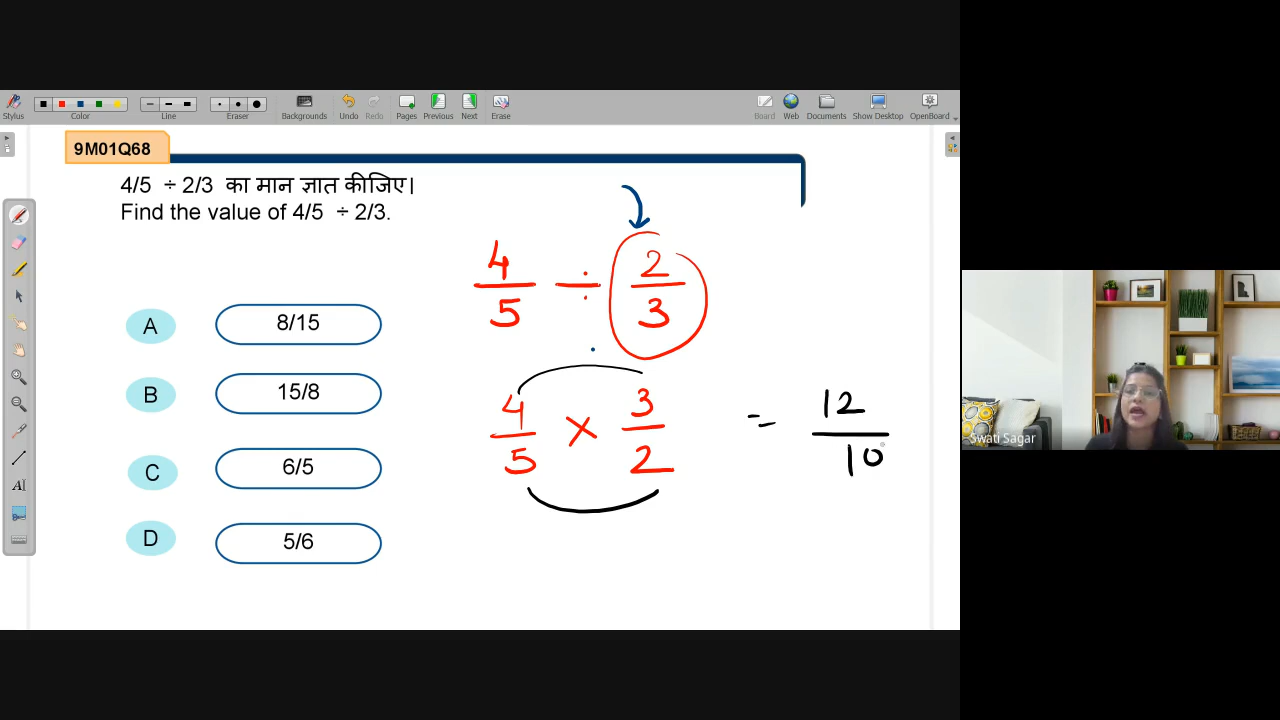 Stylus
Color
Line
Eraser
Backgrounds
Undo
Redo
Pages
Previous
Next
Erase
Board
Web
Documents
Show Desktop
OpenBoard
9M01Q68
4/5 ÷ 2/3 का मान ज्ञात कीजिए।
Find the value of 4/5 ÷ 2/3.
4/5 ÷ 2/3
A 8/15
B 15/8
C 6/5
D 5/6
4/5 × 3/2 = 12/10
Swati Sagar